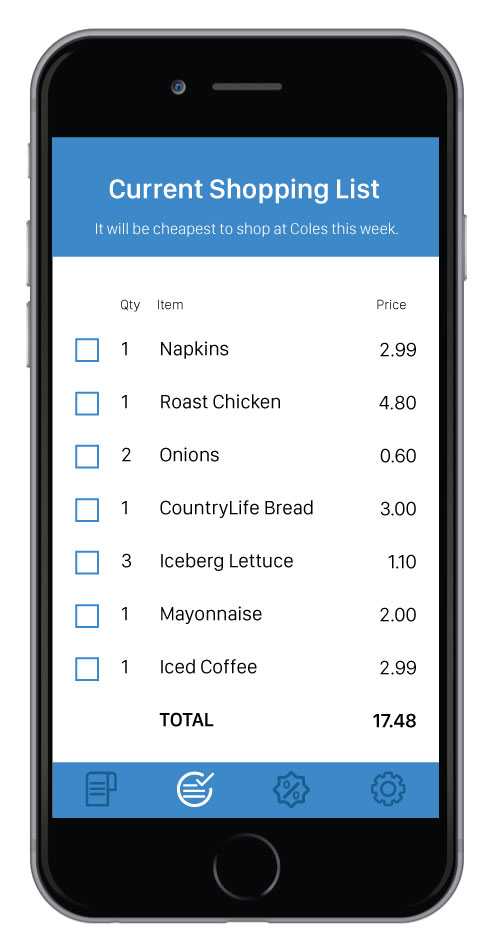 Current Shopping List
It will be cheapest to shop at Coles this week.
Qty Item Price
1 Napkins 2.99
1 Roast Chicken 4.80
2 Onions 0.60
1 CountryLife Bread 3.00
3 Iceberg Lettuce 1.10
1 Mayonnaise 2.00
1 Iced Coffee 2.99
TOTAL 17.48